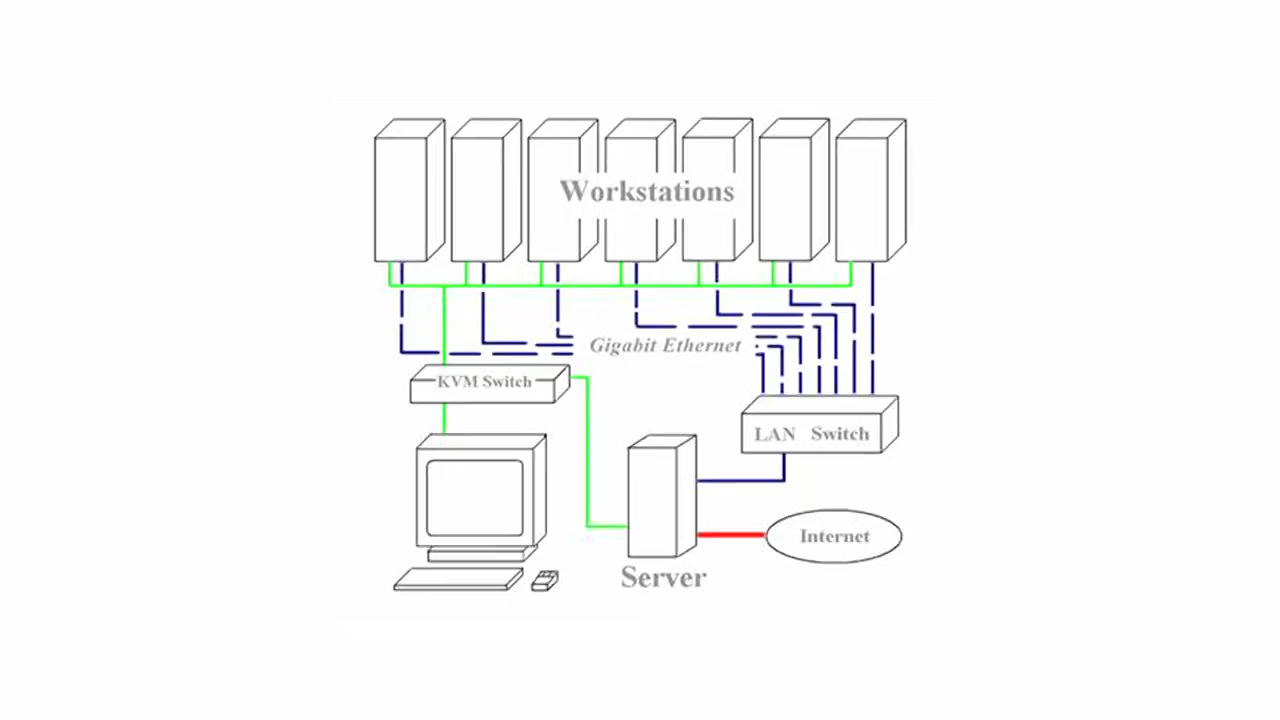 Workstations
Gigabit Ethernet
KVM Switch
LAN Switch
Internet
Server